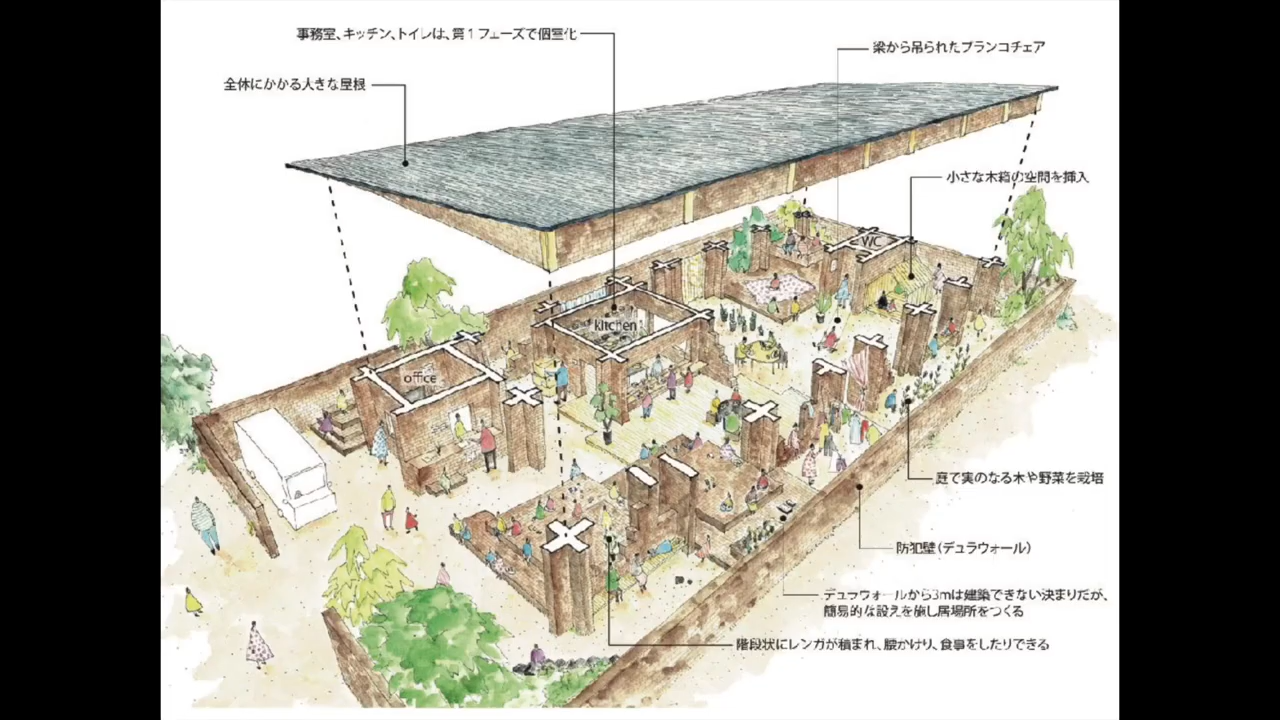 事務室、キッチン、トイレは、第1フェーズで個室化
梁から吊られたブランコチェア
全体にかかる大きな屋根
小さな木箱の空間を挿入
WC
kitchen
office
庭で実のなる木や野菜を栽培
防犯壁(デュラウォール)
デュラウォールから3mは建築できない決まりだが、
簡易的な設えを施し居場所をつくる
階段状にレンガが積まれ、腰かけり、食事をしたりできる